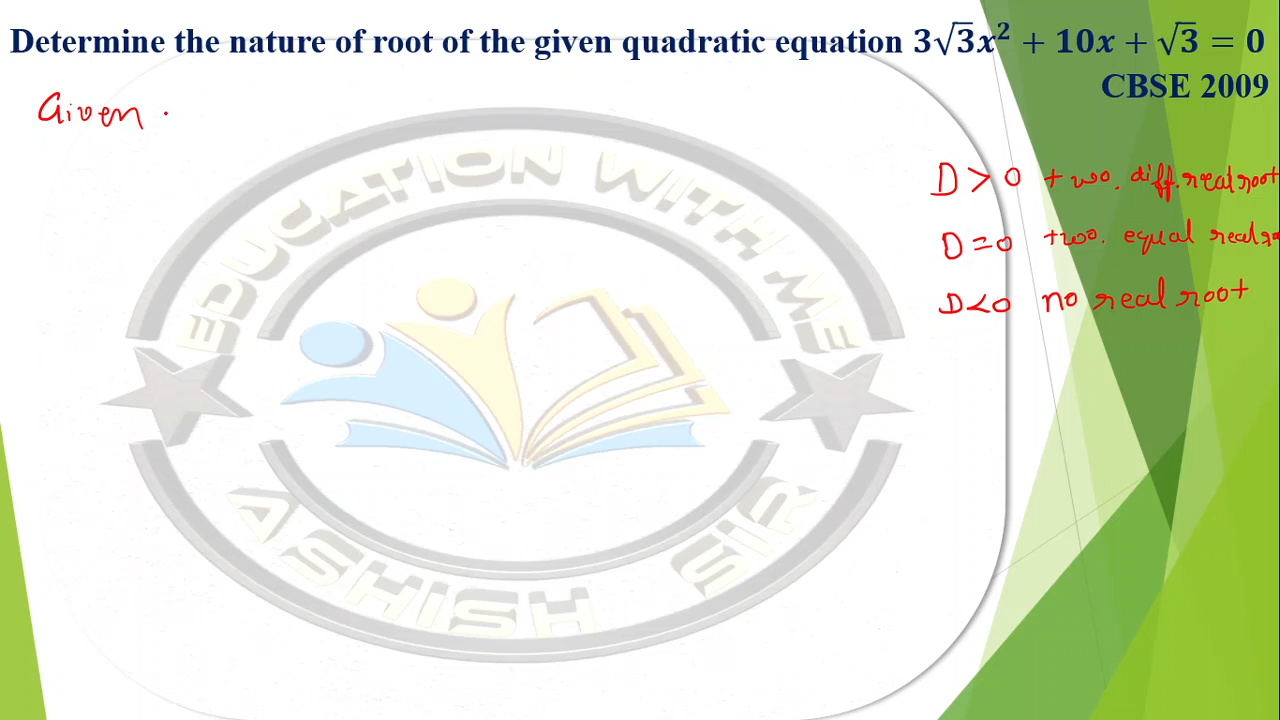 Determine the nature of root of the given quadratic equation 3√3x² + 10x + √3 = 0
CBSE 2009
Given
D > 0 two. diff. real root
D = 0 two. equal real
D < 0 no real root
EDUCATION WITH ME
ASHISH SIR